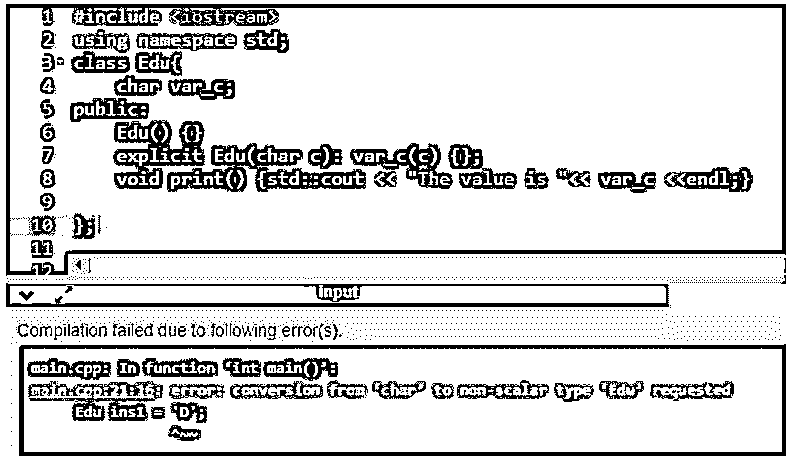 1 #include <iostream>
2 using namespace std;
3 class Edu{
4 char var_c;
5 public:
6 Edu() {}
7 explicit Edu(char c): var_c(c) {};
8 void print() {std::cout << "The value is "<< var_c <<endl;}
9
10 };
11
12
input
Compilation failed due to following error(s).
main.cpp: In function 'int main()':
main.cpp:21:16: error: conversion from 'char' to non-scalar type 'Edu' requested
Edu ins1 = 'D';
^~~